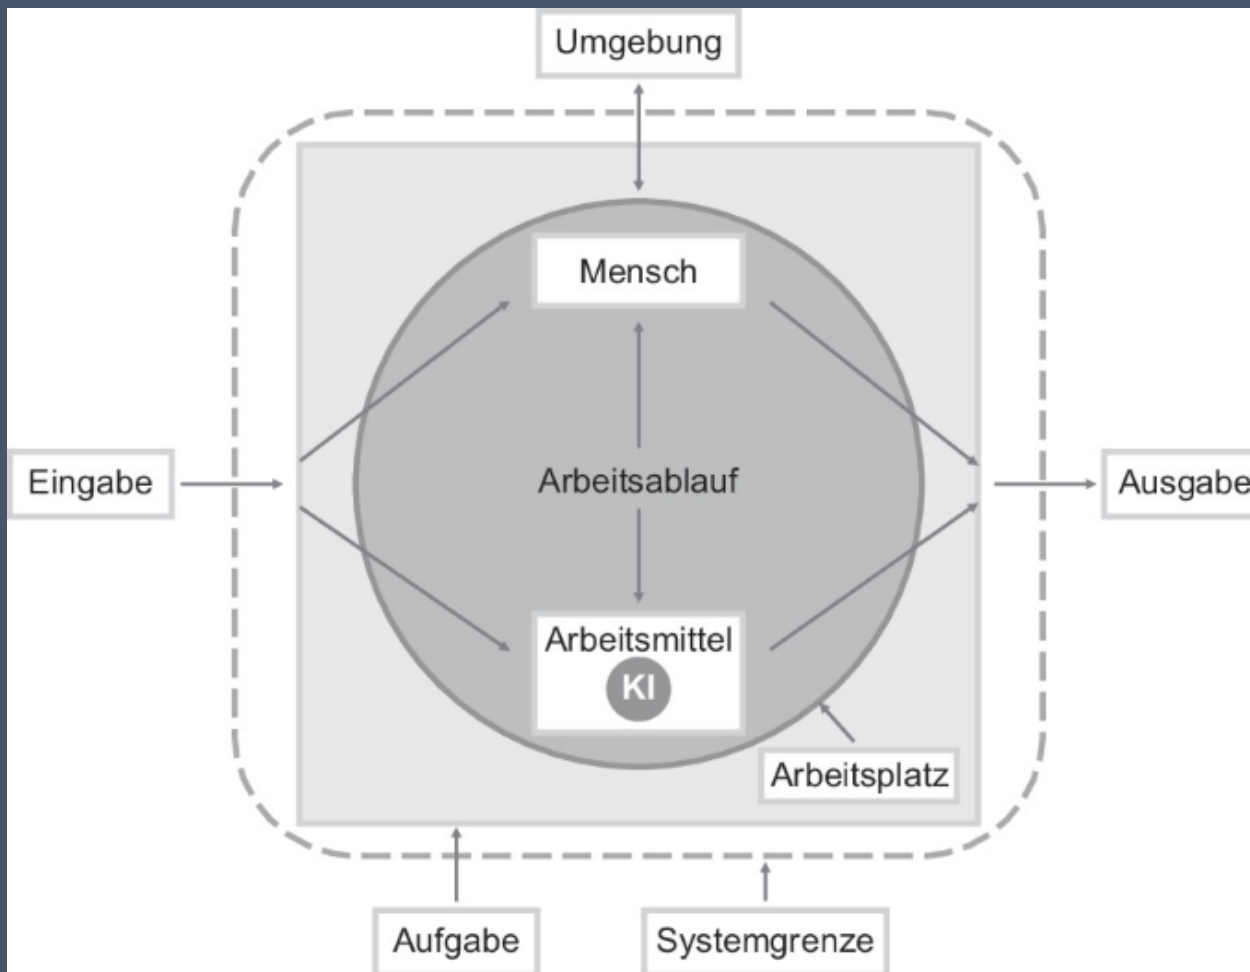 Umgebung
Mensch
Eingabe
Arbeitsablauf
Ausgabe
Arbeitsmittel
KI
Arbeitsplatz
Aufgabe
Systemgrenze